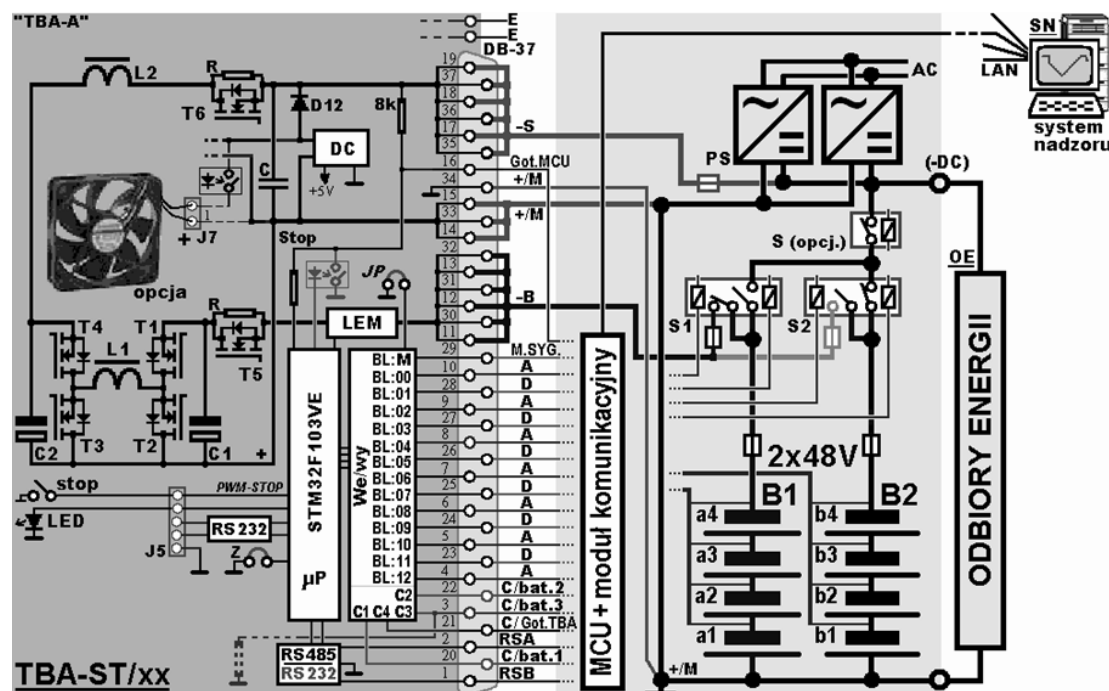 "TBA-A"
E
E
DB-37
SN
LAN
system
nadzoru
L2
R
T6
D12
8k
DC
+5V
C
J7
+
1
opcja
Stop
JP
19
37
18
36
17
35
16
34
15
33
14
32
13
31
12
30
11
29
10
28
9
27
8
26
7
25
6
24
5
23
4
22
3
21
2
20
1
-S
Got.MCU
+/M
+/M
-B
M.SYG.
A
D
A
D
A
D
A
D
A
D
A
D
A
C/bat.2
C/bat.3
C/Got.TBA
RSA
C/bat.1
RSB
AC
PS
(-DC)
S (opcj.)
OE
S1
S2
R
T5
LEM
T4
T1
L1
T3
T2
C2
C1
+
stop
LED
PWM-STOP
RS 232
J5
Z
STM32F103VE
µP
We/wy
BL:M
BL:00
BL:01
BL:02
BL:03
BL:04
BL:05
BL:06
BL:07
BL:08
BL:09
BL:10
BL:11
BL:12
C2
C1 C4 C3
RS485
RS232
MCU + moduł komunikacyjny
2x48V
B1
B2
a4
a3
a2
a1
b4
b3
b2
b1
+/M
ODBIORY ENERGII
TBA-ST/xx